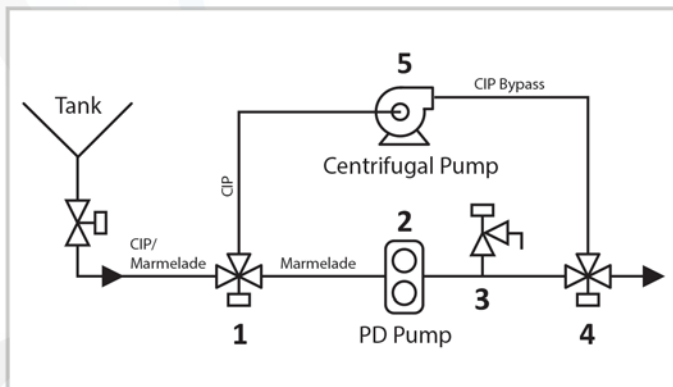 5
CIP Bypass
Tank
Centrifugal Pump
CIP
2
CIP/
Marmelade
Marmelade
3
1
PD Pump
4